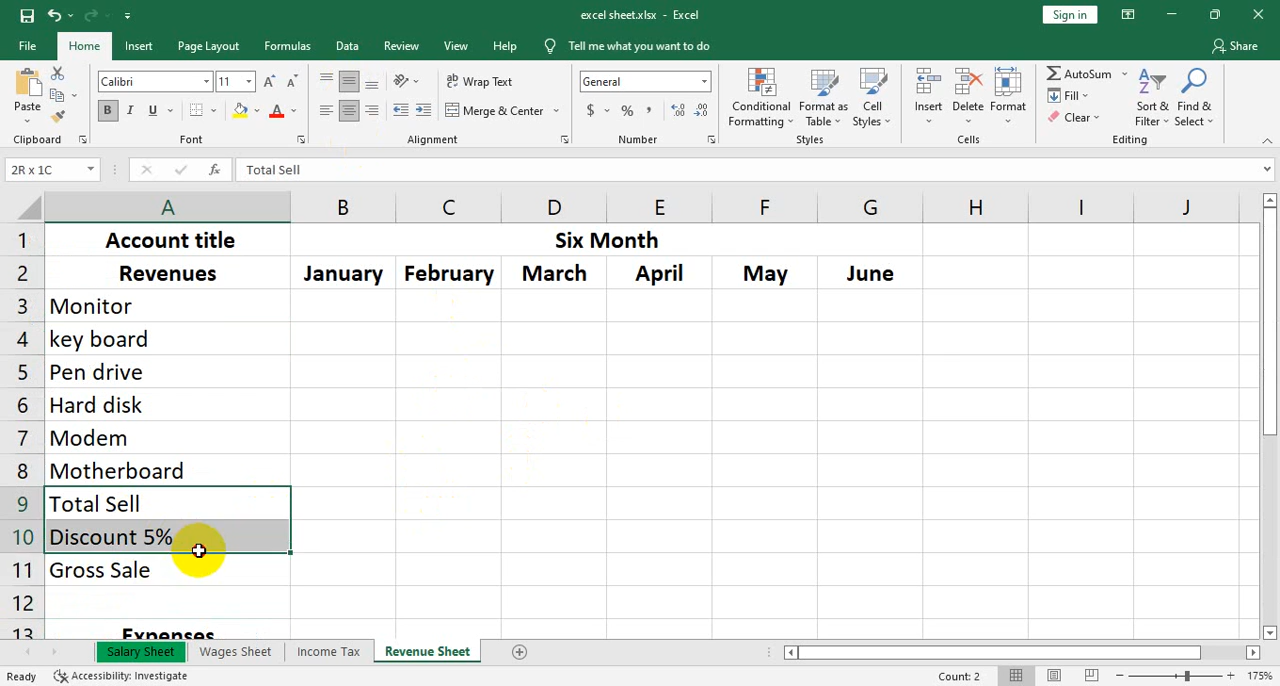 excel sheet.xlsx - Excel
Sign in
File Home Insert Page Layout Formulas Data Review View Help Tell me what you want to do Share
Paste
Calibri 11
B I U A
ab Wrap Text
Merge & Center
General
$ % ,
Conditional Formatting
Format as Table
Cell Styles
Insert
Delete
Format
AutoSum
Fill
Clear
Sort & Filter
Find & Select
Clipboard Font Alignment Number Styles Cells Editing
2R x 1C fx Total Sell
A B C D E F G H I J
1 Account title Six Month
2 Revenues January February March April May June
3 Monitor
4 key board
5 Pen drive
6 Hard disk
7 Modem
8 Motherboard
9 Total Sell
10 Discount 5%
11 Gross Sale
12
13 Expenses
Salary Sheet Wages Sheet Income Tax Revenue Sheet
Ready Accessibility: Investigate Count: 2 175%